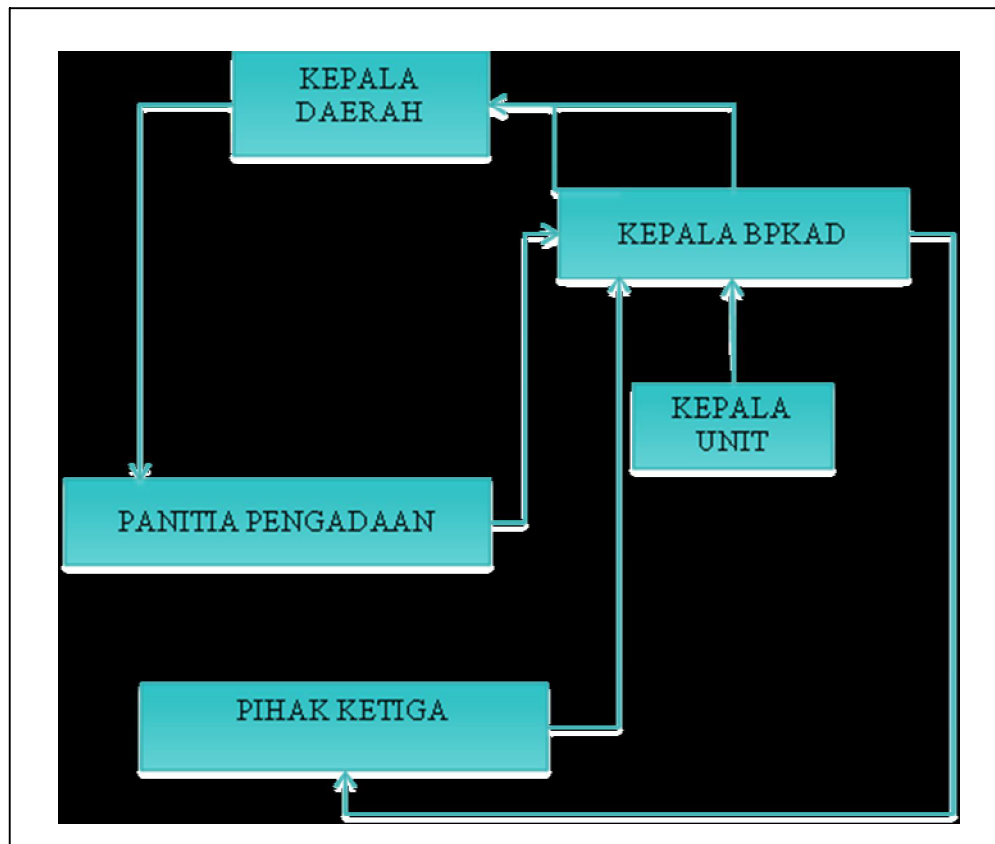 KEPALA
DAERAH
KEPALA BPKAD
KEPALA
UNIT
PANITIA PENGADAAN
PIHAK KETIGA